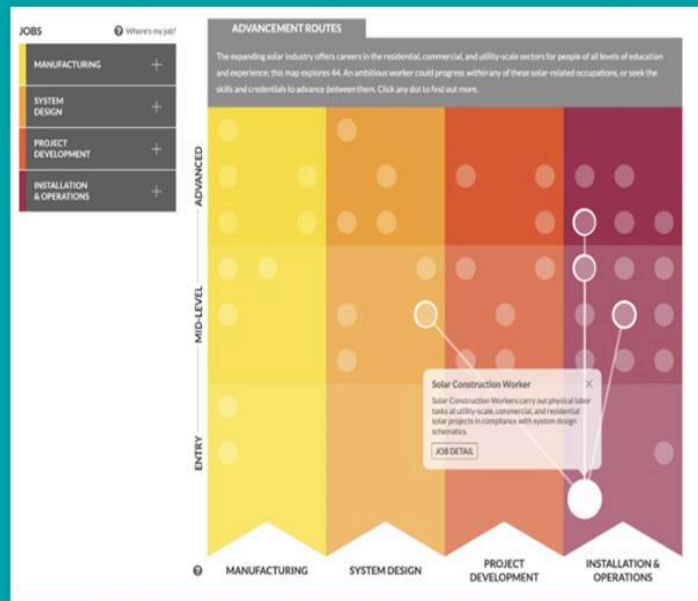 JOBS
? Where's my job?
MANUFACTURING +
SYSTEM
DESIGN +
PROJECT
DEVELOPMENT +
INSTALLATION
& OPERATIONS +
ADVANCEMENT ROUTES
The expanding solar industry offers careers in the residential, commercial, and utility-scale sectors for people of all levels of education
and experience; this map explores 44. An ambitious worker could progress within any of these solar-related occupations, or seek the
skills and credentials to advance between them. Click any dot to find out more.
ADVANCED
MID-LEVEL
ENTRY
Solar Construction Worker X
Solar Construction Workers carry out physical labor
tasks at utility-scale, commercial, and residential
solar projects in compliance with system design
schematics.
JOB DETAIL
? MANUFACTURING
SYSTEM DESIGN
PROJECT
DEVELOPMENT
INSTALLATION &
OPERATIONS